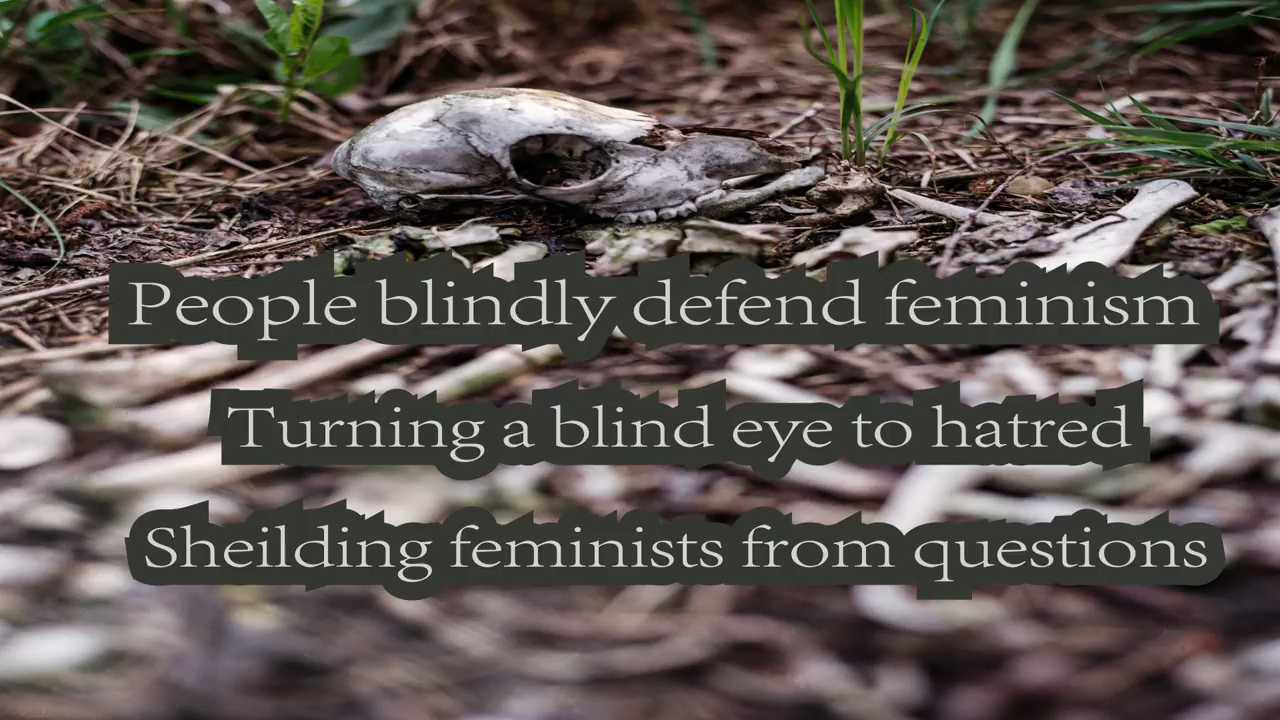 People blindly defend feminism
Turning a blind eye to hatred
Sheilding feminists from questions